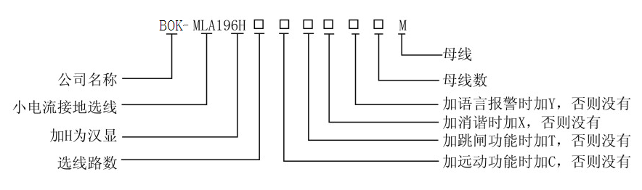 BOK-MLA196H□□□□□□M
母线
公司名称
母线数
小电流接地选线
加语言报警时加Y，否则没有
加消谐时加X，否则没有
加H为汉显
加跳闸功能时加T，否则没有
选线路数
加远动功能时加C，否则没有